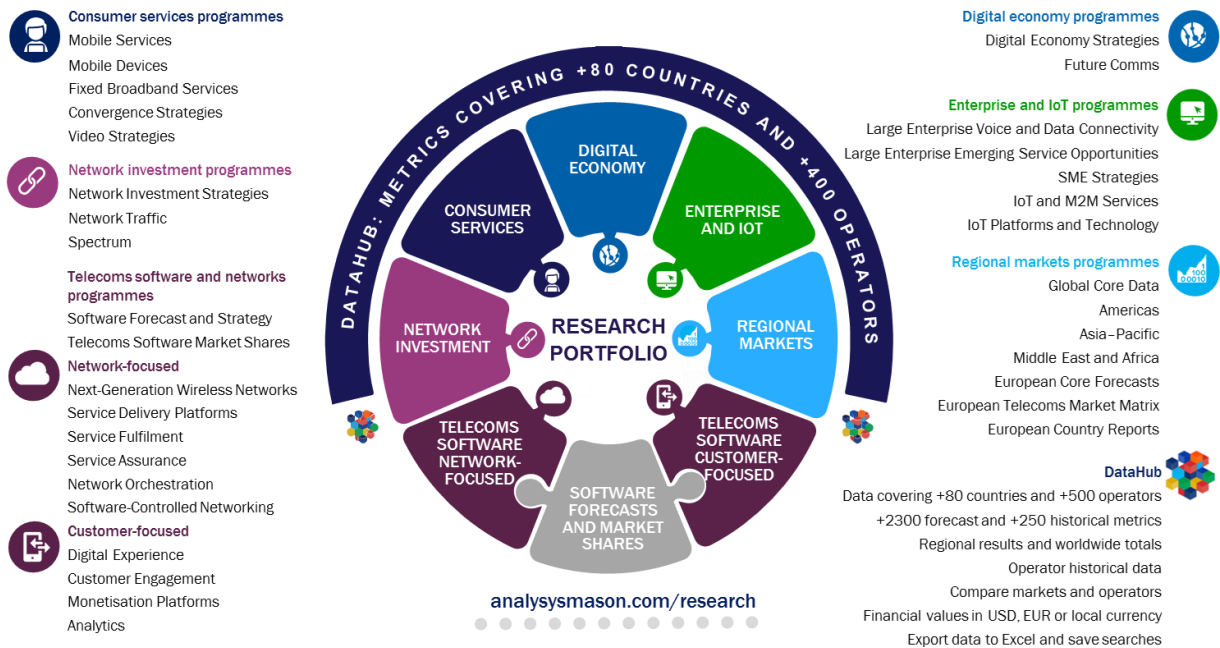 Consumer services programmes
Mobile Services
Mobile Devices
Fixed Broadband Services
Convergence Strategies
Video Strategies
Network investment programmes
Network Investment Strategies
Network Traffic
Spectrum
Telecoms software and networks
programmes
Software Forecast and Strategy
Telecoms Software Market Shares
Network-focused
Next-Generation Wireless Networks
Service Delivery Platforms
Service Fulfilment
Service Assurance
Network Orchestration
Software-Controlled Networking
Customer-focused
Digital Experience
Customer Engagement
Monetisation Platforms
Analytics
DATAHUB: METRICS COVERING +80 COUNTRIES AND +400 OPERATORS
DIGITAL
ECONOMY
CONSUMER
SERVICES
ENTERPRISE
AND IOT
NETWORK
INVESTMENT
RESEARCH
PORTFOLIO
REGIONAL
MARKETS
1
100
00010
TELECOMS
SOFTWARE
NETWORK-
FOCUSED
TELECOMS
SOFTWARE
CUSTOMER-
FOCUSED
SOFTWARE
FORECASTS
AND MARKET
SHARES
analysysmason.com/research
Digital economy programmes
Digital Economy Strategies
Future Comms
Enterprise and IoT programmes
Large Enterprise Voice and Data Connectivity
Large Enterprise Emerging Service Opportunities
SME Strategies
IoT and M2M Services
IoT Platforms and Technology
Regional markets programmes
1
100
00010
Global Core Data
Americas
Asia–Pacific
Middle East and Africa
European Core Forecasts
European Telecoms Market Matrix
European Country Reports
DataHub
Data covering +80 countries and +500 operators
+2300 forecast and +250 historical metrics
Regional results and worldwide totals
Operator historical data
Compare markets and operators
Financial values in USD, EUR or local currency
Export data to Excel and save searches